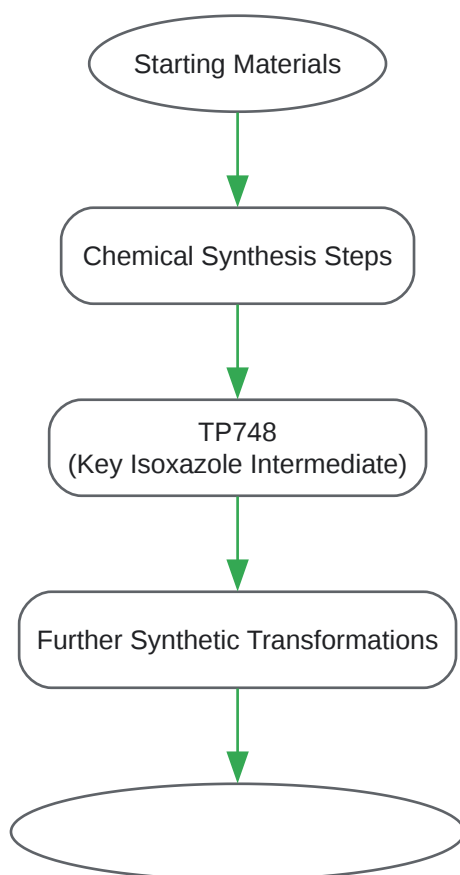 Starting Materials
Chemical Synthesis Steps
TP748
(Key Isoxazole Intermediate)
Further Synthetic Transformations